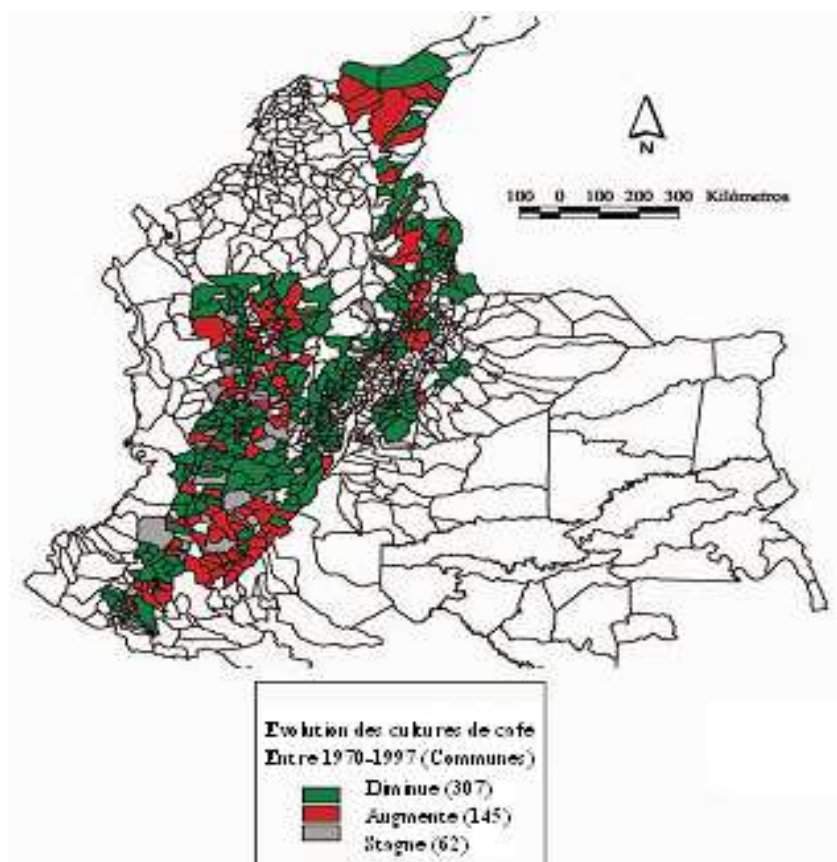 N
100 0 100 200 300 Kilómetros
Evolution des cultures de café
Entre 1970-1997 (Communes)
Diminue (307)
Augmente (145)
Stagne (62)